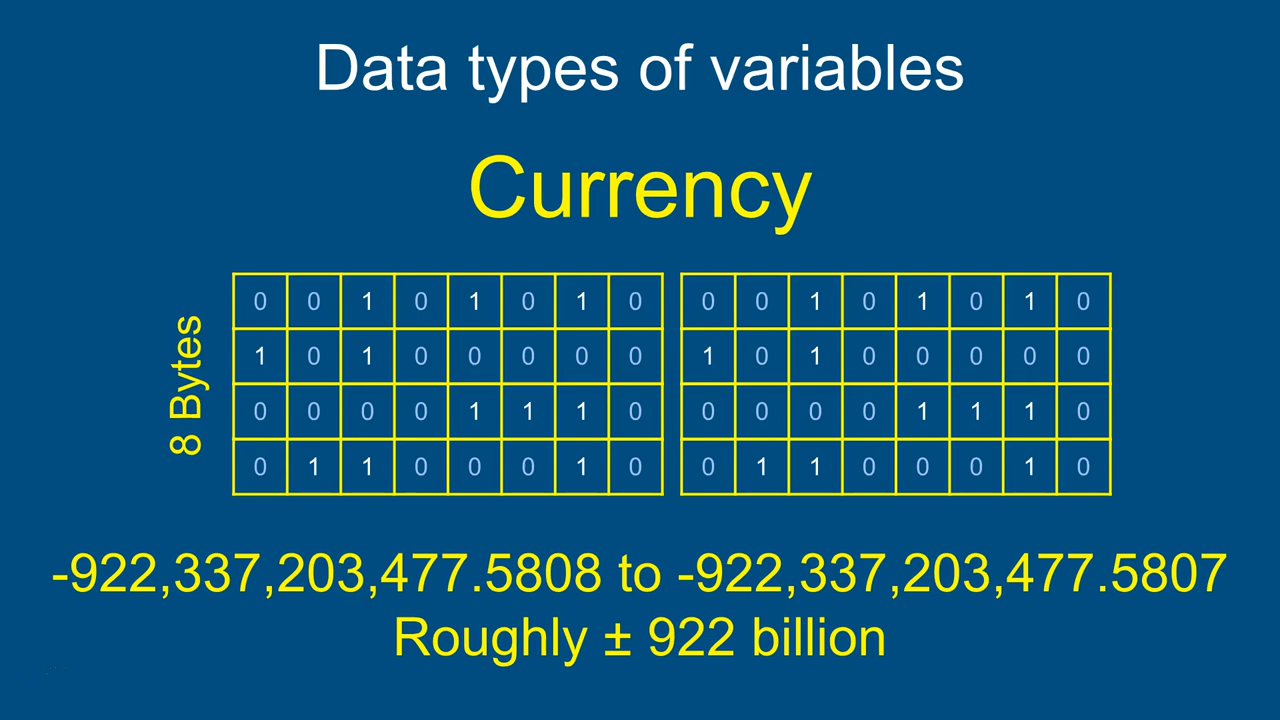 Data types of variables
Currency
8 Bytes
0 0 1 0 1 0 1 0 0 0 1 0 1 0 1 0
1 0 1 0 0 0 0 0 1 0 1 0 0 0 0 0
0 0 0 0 1 1 1 0 0 0 0 0 1 1 1 0
0 1 1 0 0 0 1 0 0 1 1 0 0 0 1 0
-922,337,203,477.5808 to -922,337,203,477.5807
Roughly ± 922 billion